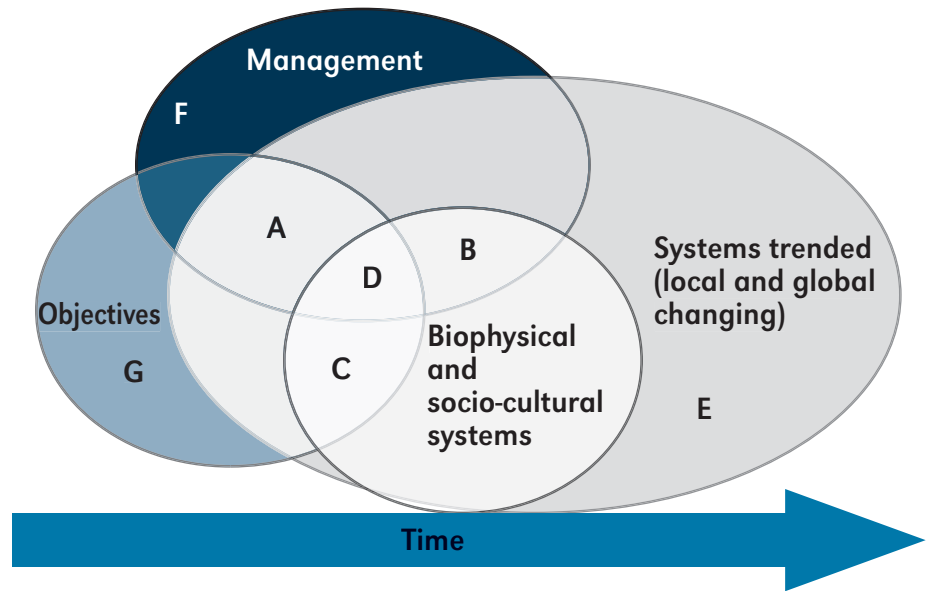 Management
F
A
B
Systems trended
(local and global
changing)
D
Objectives
Biophysical
and
socio-cultural
systems
G
C
E
Time